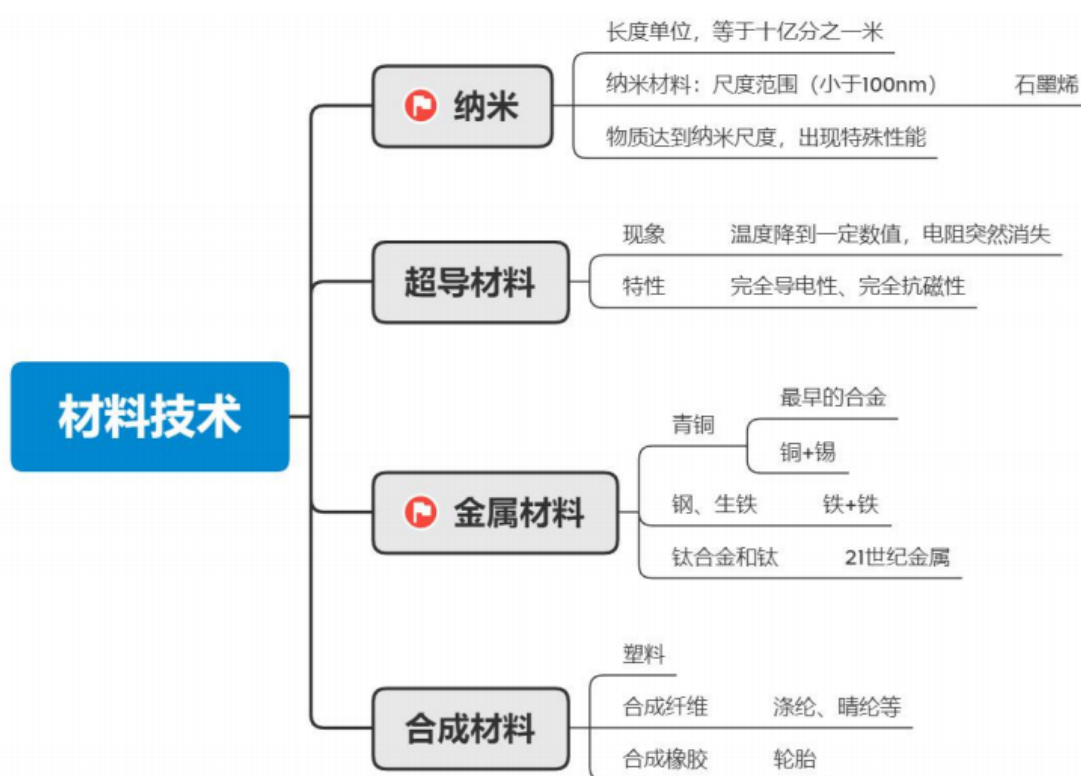 材料技术
纳米
长度单位，等于十亿分之一米
纳米材料：尺度范围（小于100nm） 石墨烯
物质达到纳米尺度，出现特殊性能
超导材料
现象 温度降到一定数值，电阻突然消失
特性 完全导电性、完全抗磁性
金属材料
青铜
最早的合金
铜+锡
钢、生铁 铁+铁
钛合金和钛 21世纪金属
合成材料
塑料
合成纤维 涤纶、晴纶等
合成橡胶 轮胎